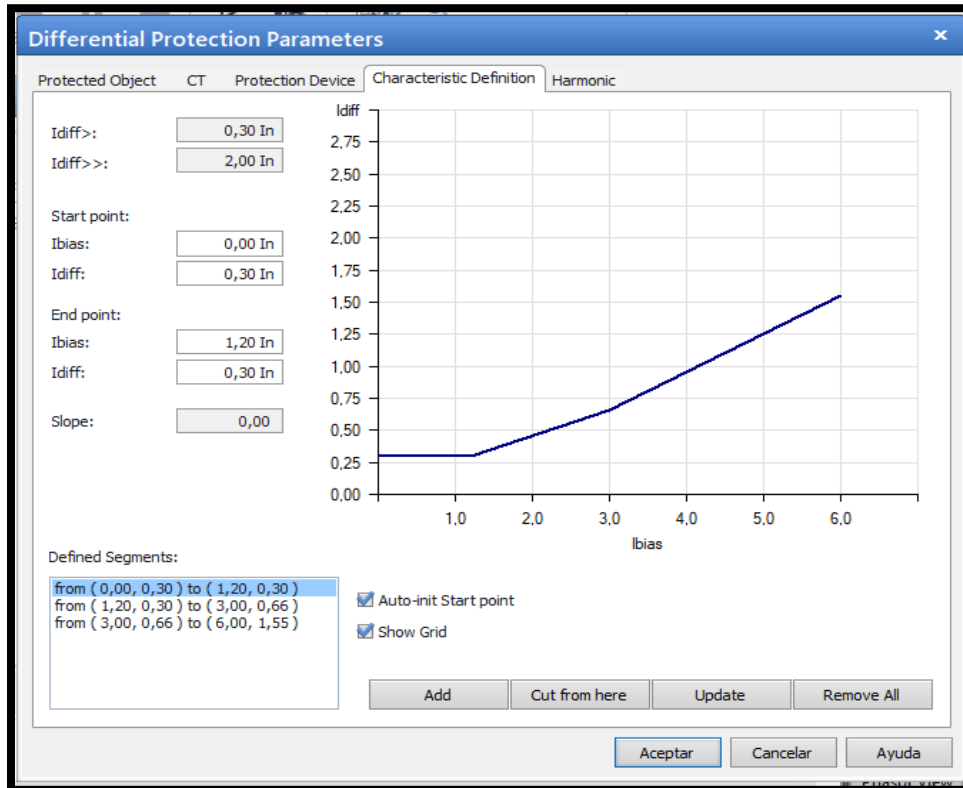 Differential Protection Parameters
Protected Object CT Protection Device Characteristic Definition Harmonic
Idiff>: 0,30 In
Idiff>>: 2,00 In
Start point:
Ibias: 0,00 In
Idiff: 0,30 In
End point:
Ibias: 1,20 In
Idiff: 0,30 In
Slope: 0,00
Idiff
2,75
2,50
2,25
2,00
1,75
1,50
1,25
1,00
0,75
0,50
0,25
0,00
1,0 2,0 3,0 4,0 5,0 6,0
Ibias
Defined Segments:
from ( 0,00, 0,30 ) to ( 1,20, 0,30 )
from ( 1,20, 0,30 ) to ( 3,00, 0,66 )
from ( 3,00, 0,66 ) to ( 6,00, 1,55 )
Auto-init Start point
Show Grid
Add Cut from here Update Remove All
Aceptar Cancelar Ayuda